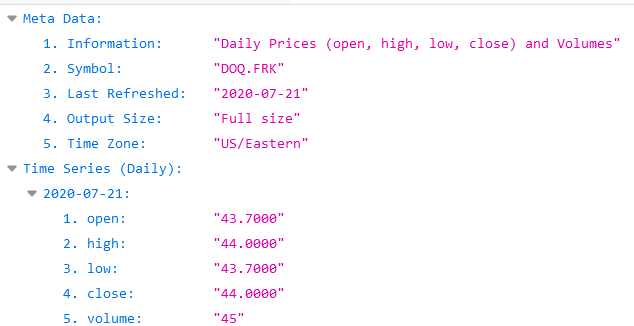 Meta Data:
1. Information: "Daily Prices (open, high, low, close) and Volumes"
2. Symbol: "DOQ.FRK"
3. Last Refreshed: "2020-07-21"
4. Output Size: "Full size"
5. Time Zone: "US/Eastern"
Time Series (Daily):
2020-07-21:
1. open: "43.7000"
2. high: "44.0000"
3. low: "43.7000"
4. close: "44.0000"
5. volume: "45"